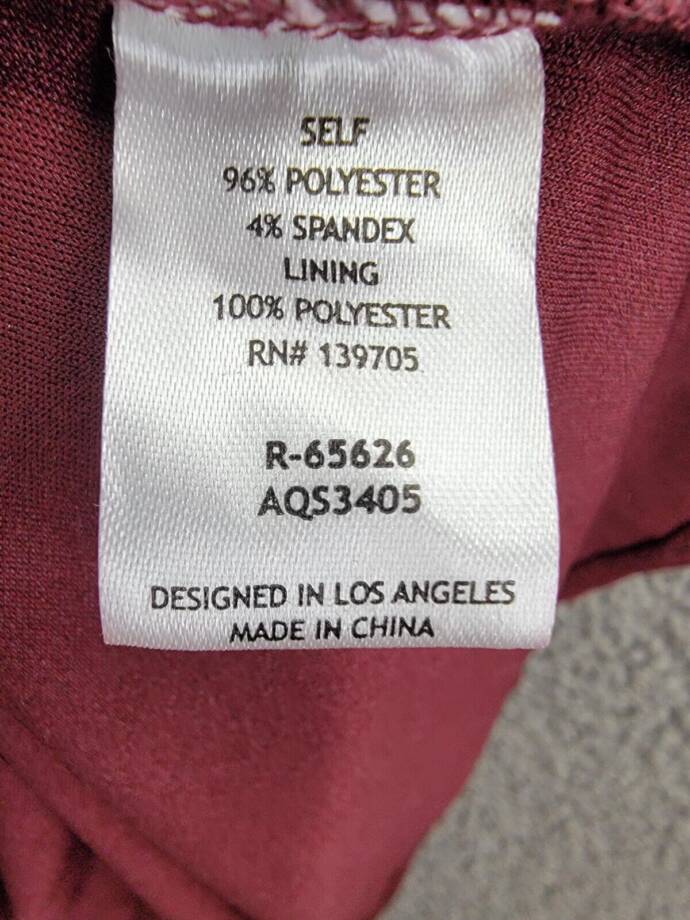 SELF
96% POLYESTER
4% SPANDEX
LINING
100% POLYESTER
RN# 139705
R-65626
AQS3405
DESIGNED IN LOS ANGELES
MADE IN CHINA